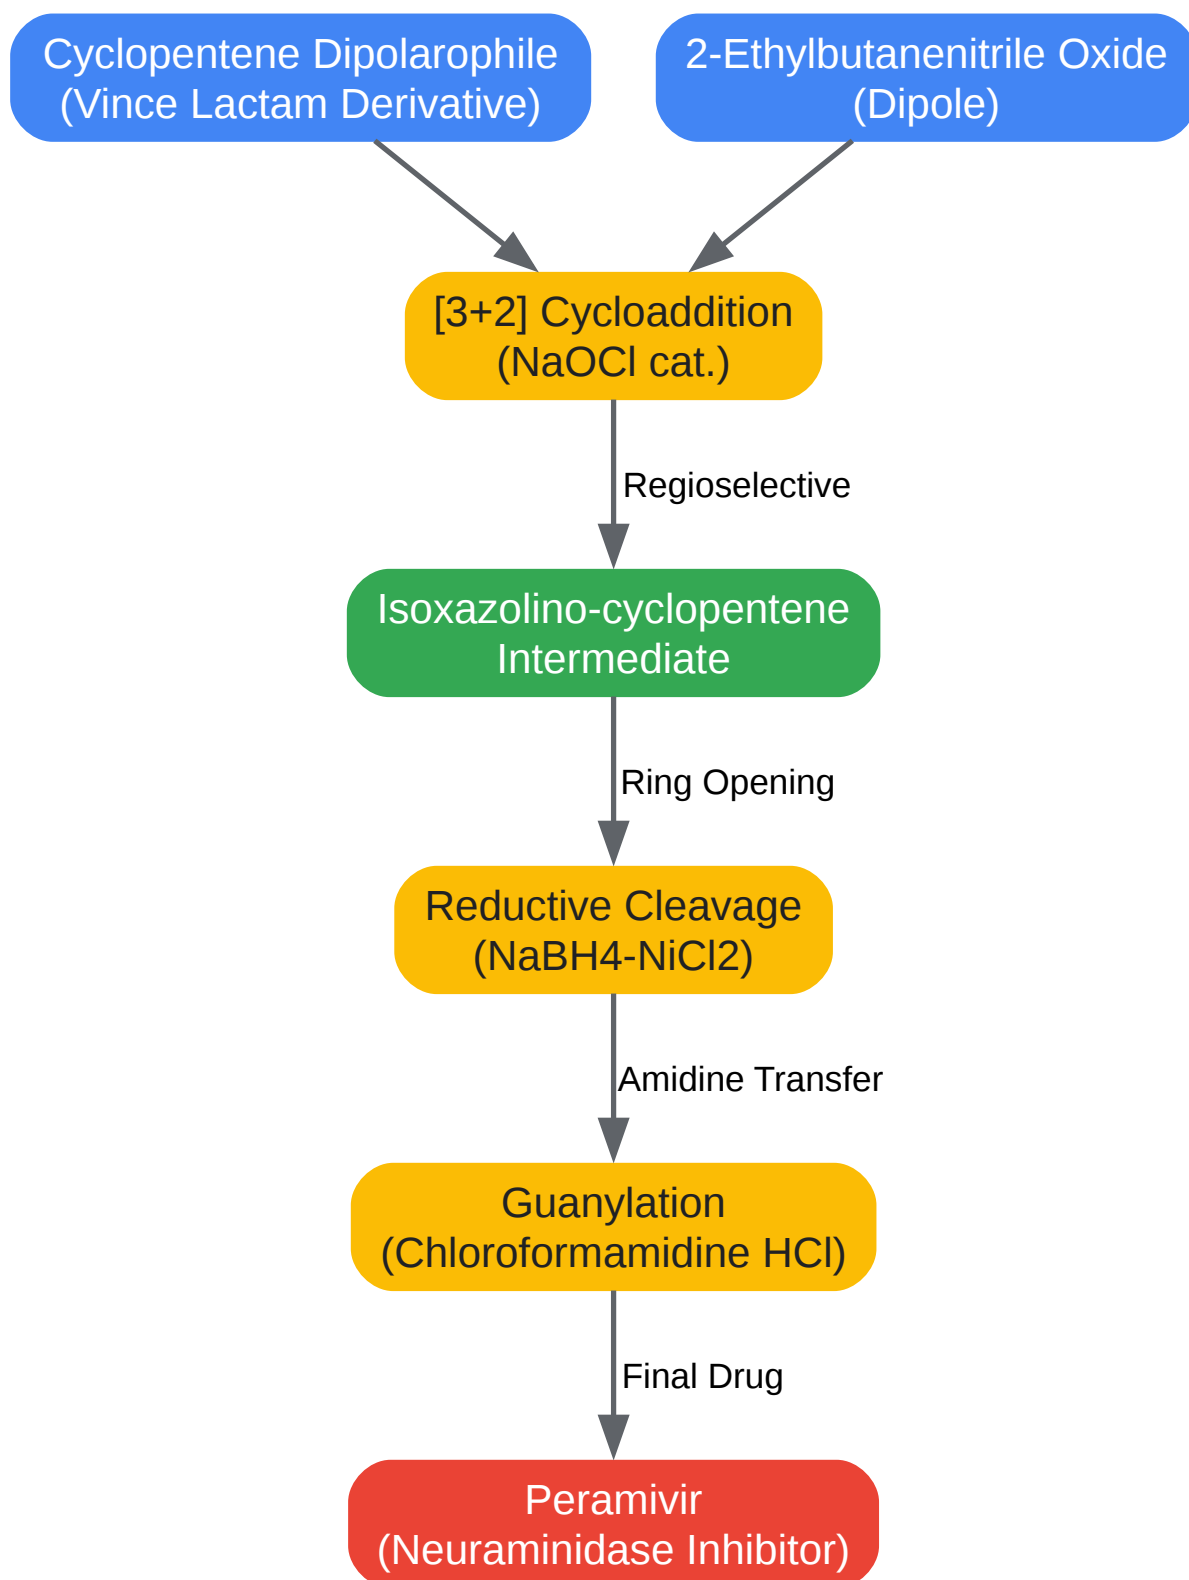 Cyclopentene Dipolarophile
(Vince Lactam Derivative)
2-Ethylbutanenitrile Oxide
(Dipole)
[3+2] Cycloaddition
(NaOCl cat.)
Regioselective
Isoxazolino-cyclopentene
Intermediate
Ring Opening
Reductive Cleavage
(NaBH4-NiCl2)
Amidine Transfer
Guanylation
(Chloroformamidine HCl)
Final Drug
Peramivir
(Neuraminidase Inhibitor)